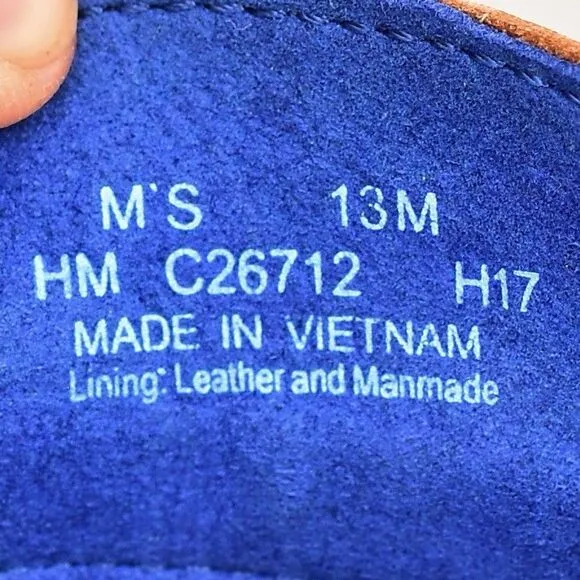 M'S 13M
HM C26712 H17
MADE IN VIETNAM
Lining: Leather and Manmade